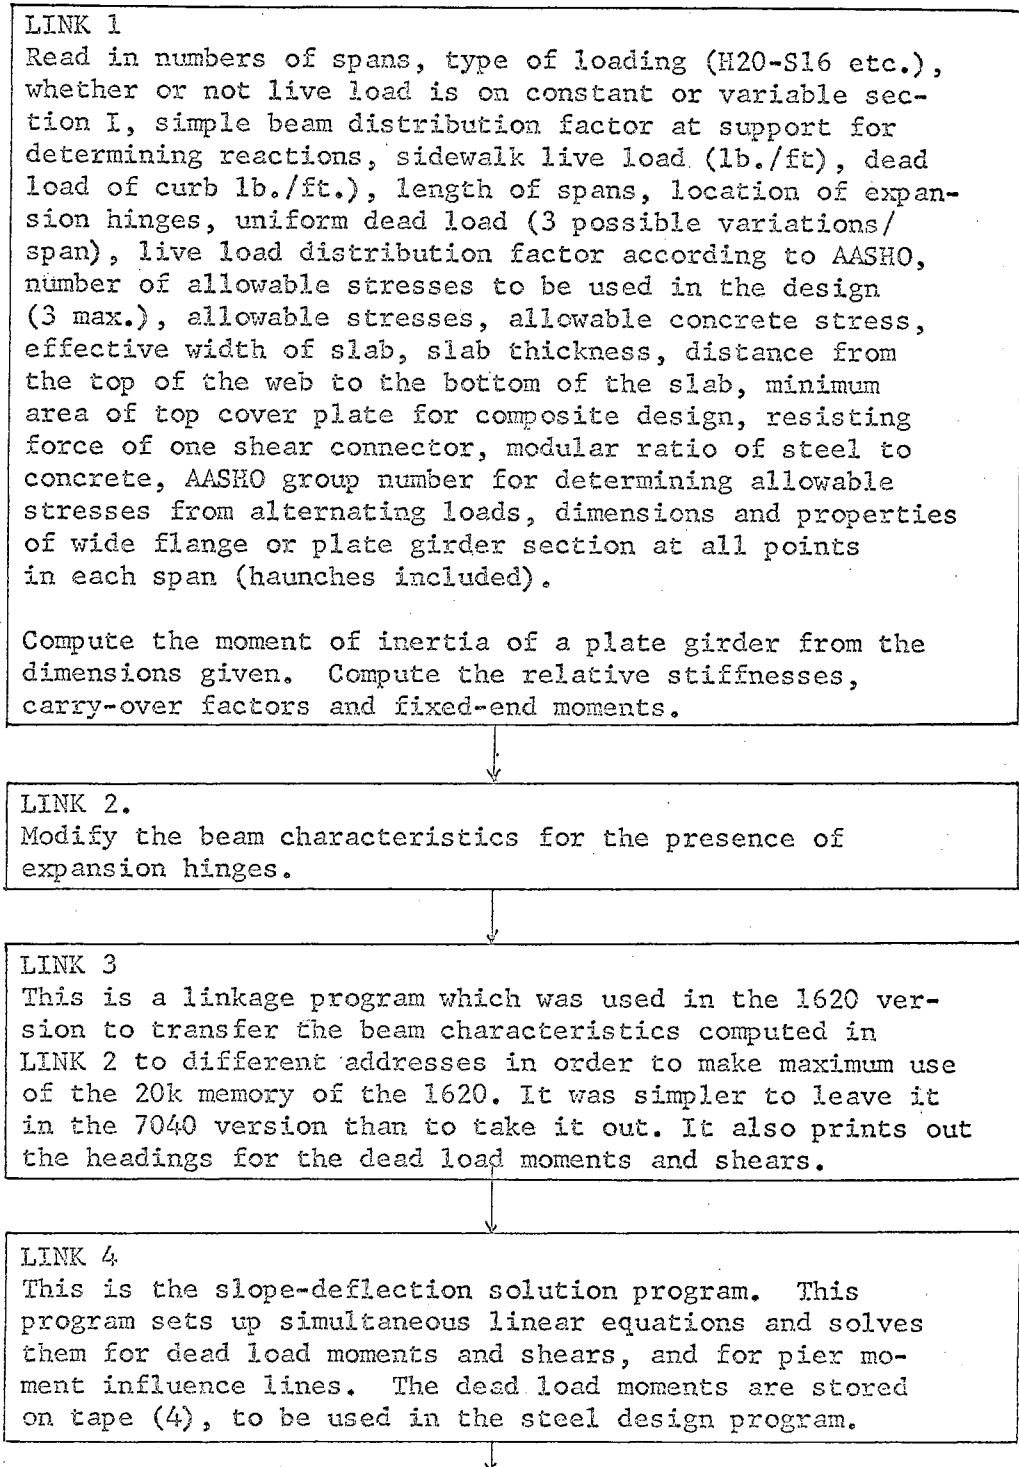 LINK 1
Read in numbers of spans, type of loading (H20-S16 etc.),
whether or not live load is on constant or variable sec-
tion I, simple beam distribution factor at support for
determining reactions, sidewalk live load (lb./ft), dead
load of curb lb./ft.), length of spans, location of expan-
sion hinges, uniform dead load (3 possible variations/
span), live load distribution factor according to AASHO,
number of allowable stresses to be used in the design
(3 max.), allowable stresses, allowable concrete stress,
effective width of slab, slab thickness, distance from
the top of the web to the bottom of the slab, minimum
area of top cover plate for composite design, resisting
force of one shear connector, modular ratio of steel to
concrete, AASHO group number for determining allowable
stresses from alternating loads, dimensions and properties
of wide flange or plate girder section at all points
in each span (haunches included).
Compute the moment of inertia of a plate girder from the
dimensions given. Compute the relative stiffnesses,
carry-over factors and fixed-end moments.
LINK 2.
Modify the beam characteristics for the presence of
expansion hinges.
LINK 3
This is a linkage program which was used in the 1620 ver-
sion to transfer the beam characteristics computed in
LINK 2 to different addresses in order to make maximum use
of the 20k memory of the 1620. It was simpler to leave it
in the 7040 version than to take it out. It also prints out
the headings for the dead load moments and shears.
LINK 4
This is the slope-deflection solution program. This
program sets up simultaneous linear equations and solves
them for dead load moments and shears, and for pier mo-
ment influence lines. The dead load moments are stored
on tape (4), to be used in the steel design program.